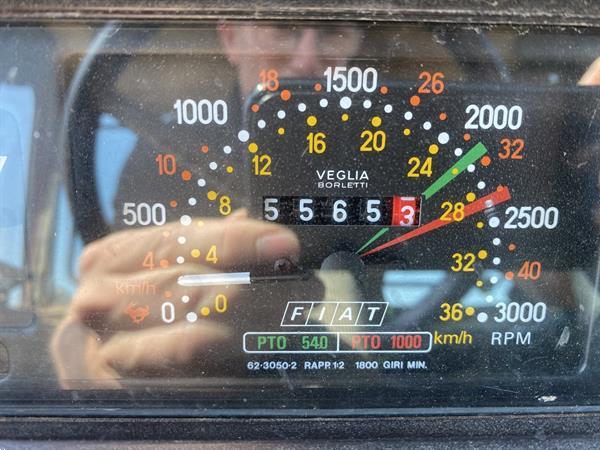 18 1500 26
1000 2000
16 20
10 12 24 32
VEGLIA
BORLETTI
8 5 5 6 5 3 28
500 2500
4 4 32 40
km/h
0 0 FIAT 36 3000
PTO 540 PTO 1000 km/h RPM
62-3050-2 RAPP. 1÷2 1800 GIRI MIN.